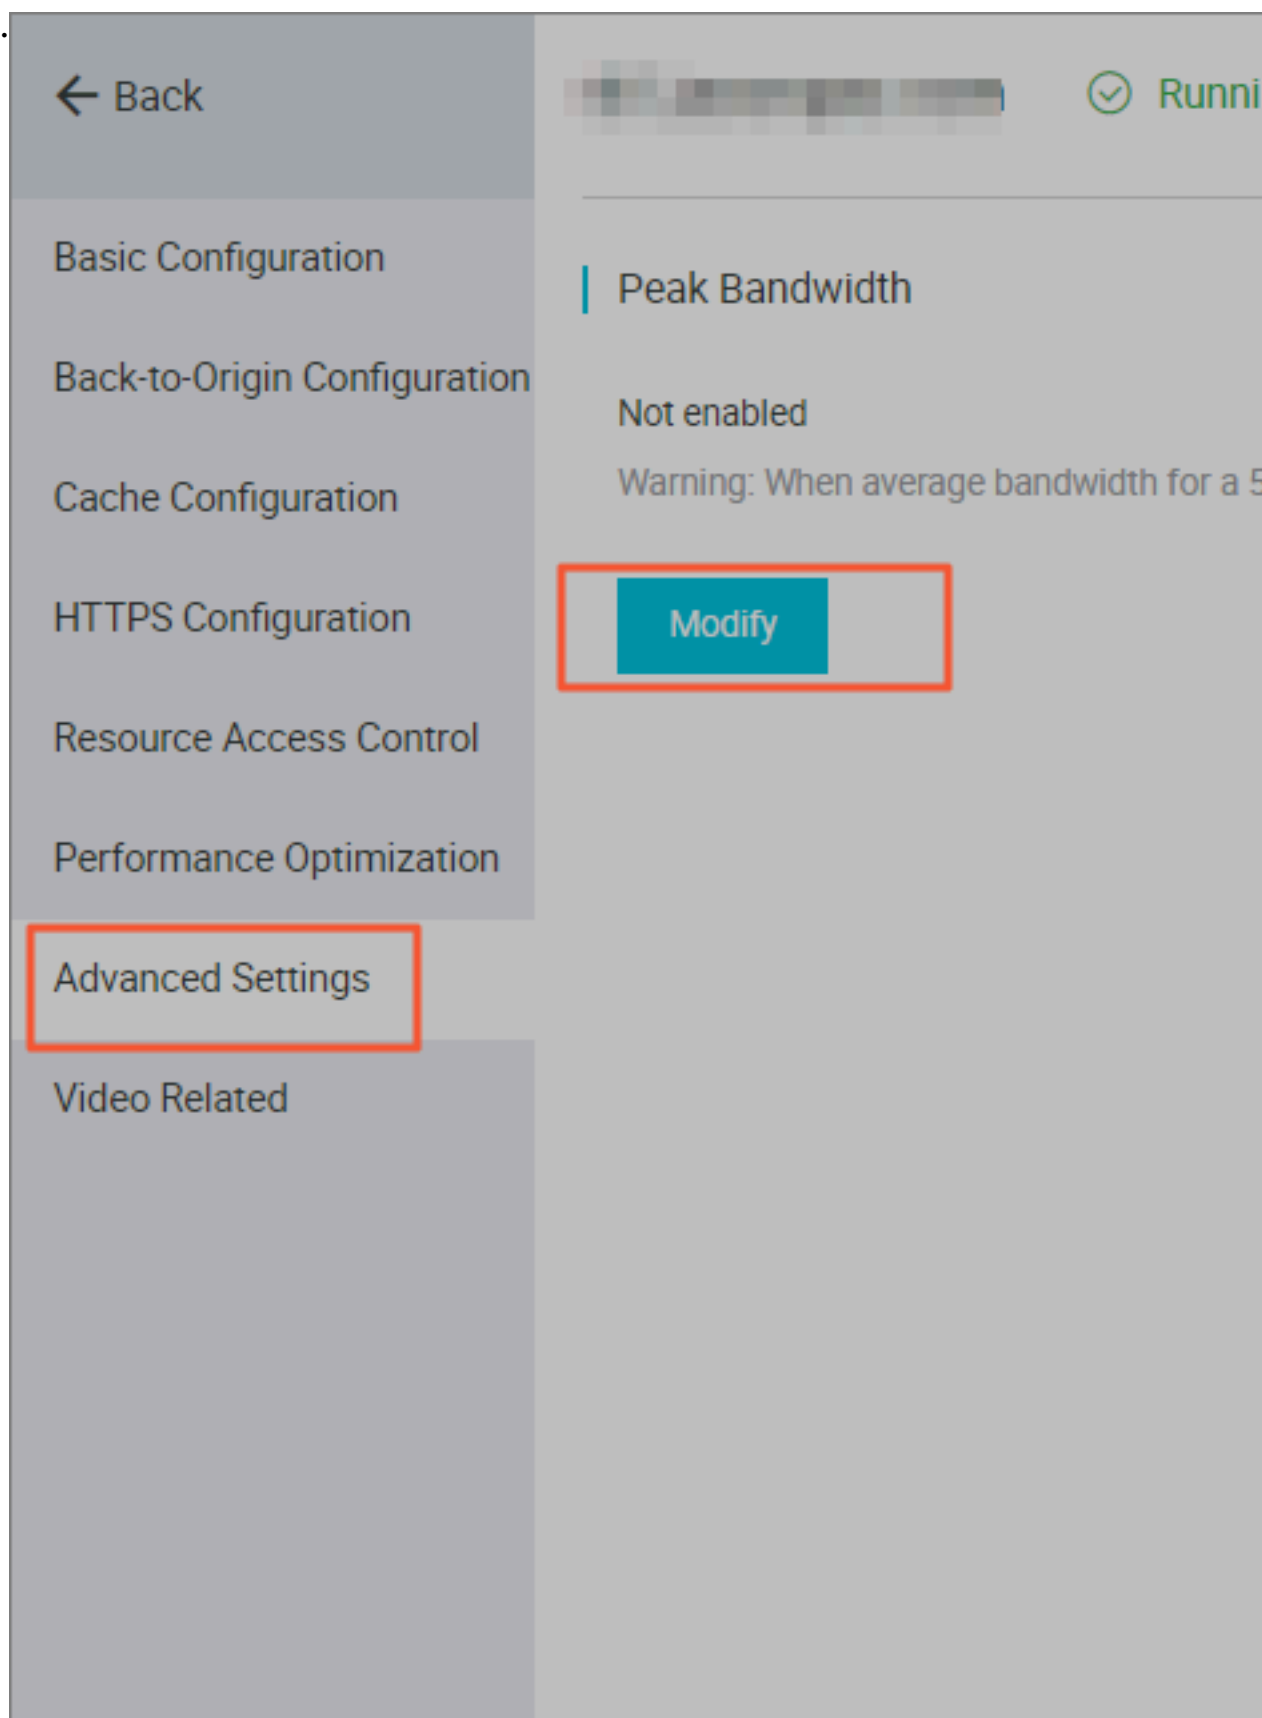 Back
Runni
Basic Configuration
Peak Bandwidth
Back-to-Origin Configuration
Not enabled
Cache Configuration
Warning: When average bandwidth for a 5
HTTPS Configuration
Modify
Resource Access Control
Performance Optimization
Advanced Settings
Video Related